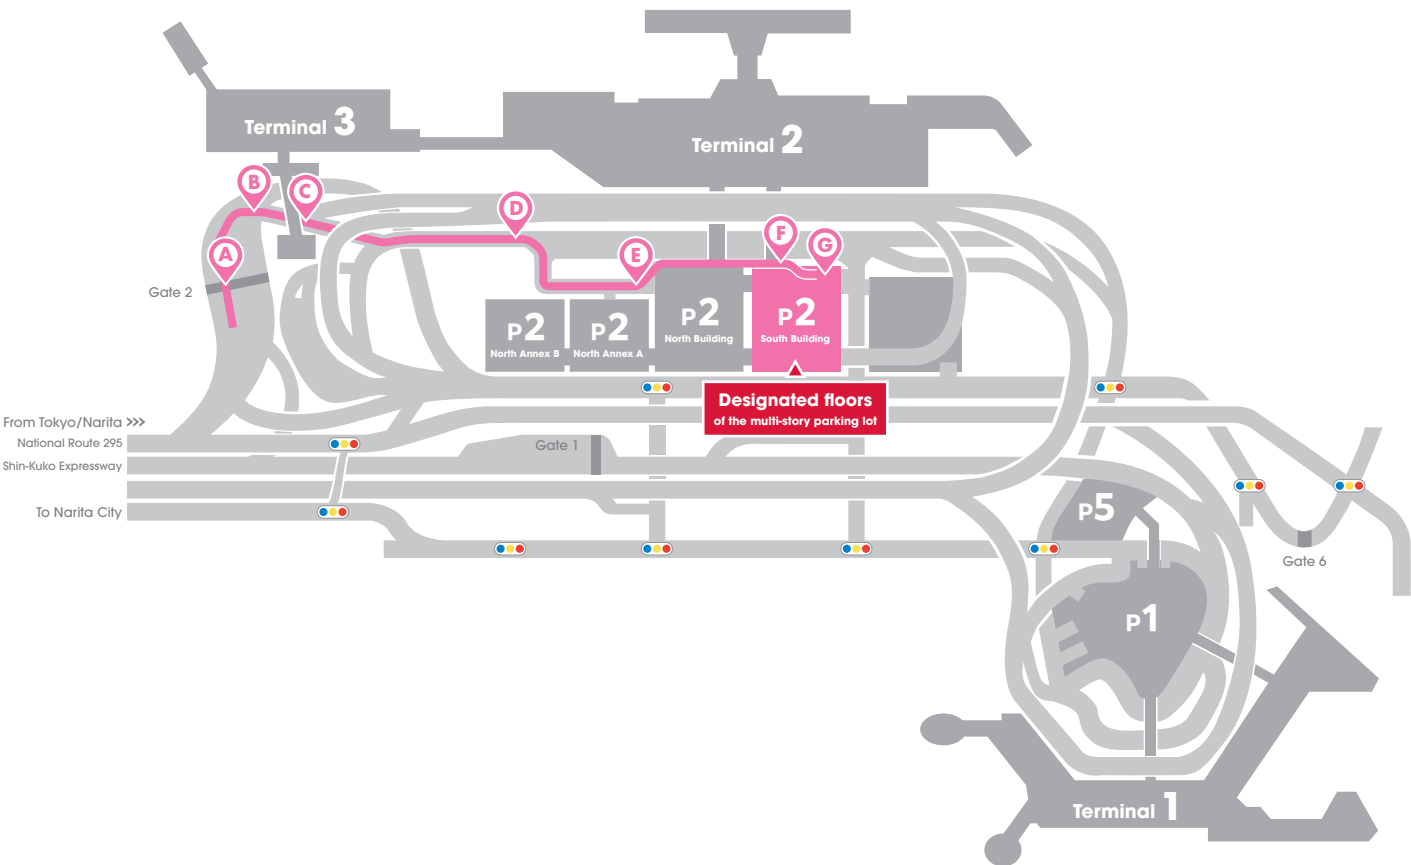 Terminal 3
Terminal 2
B
C
D
A
E
F
G
Gate 2
P2
North Annex B
P2
North Annex A
P2
North Building
P2
South Building
Designated floors
of the multi-story parking lot
From Tokyo/Narita >>>
National Route 295
Gate 1
Shin-Kuko Expressway
To Narita City
P5
Gate 6
P1
Terminal 1